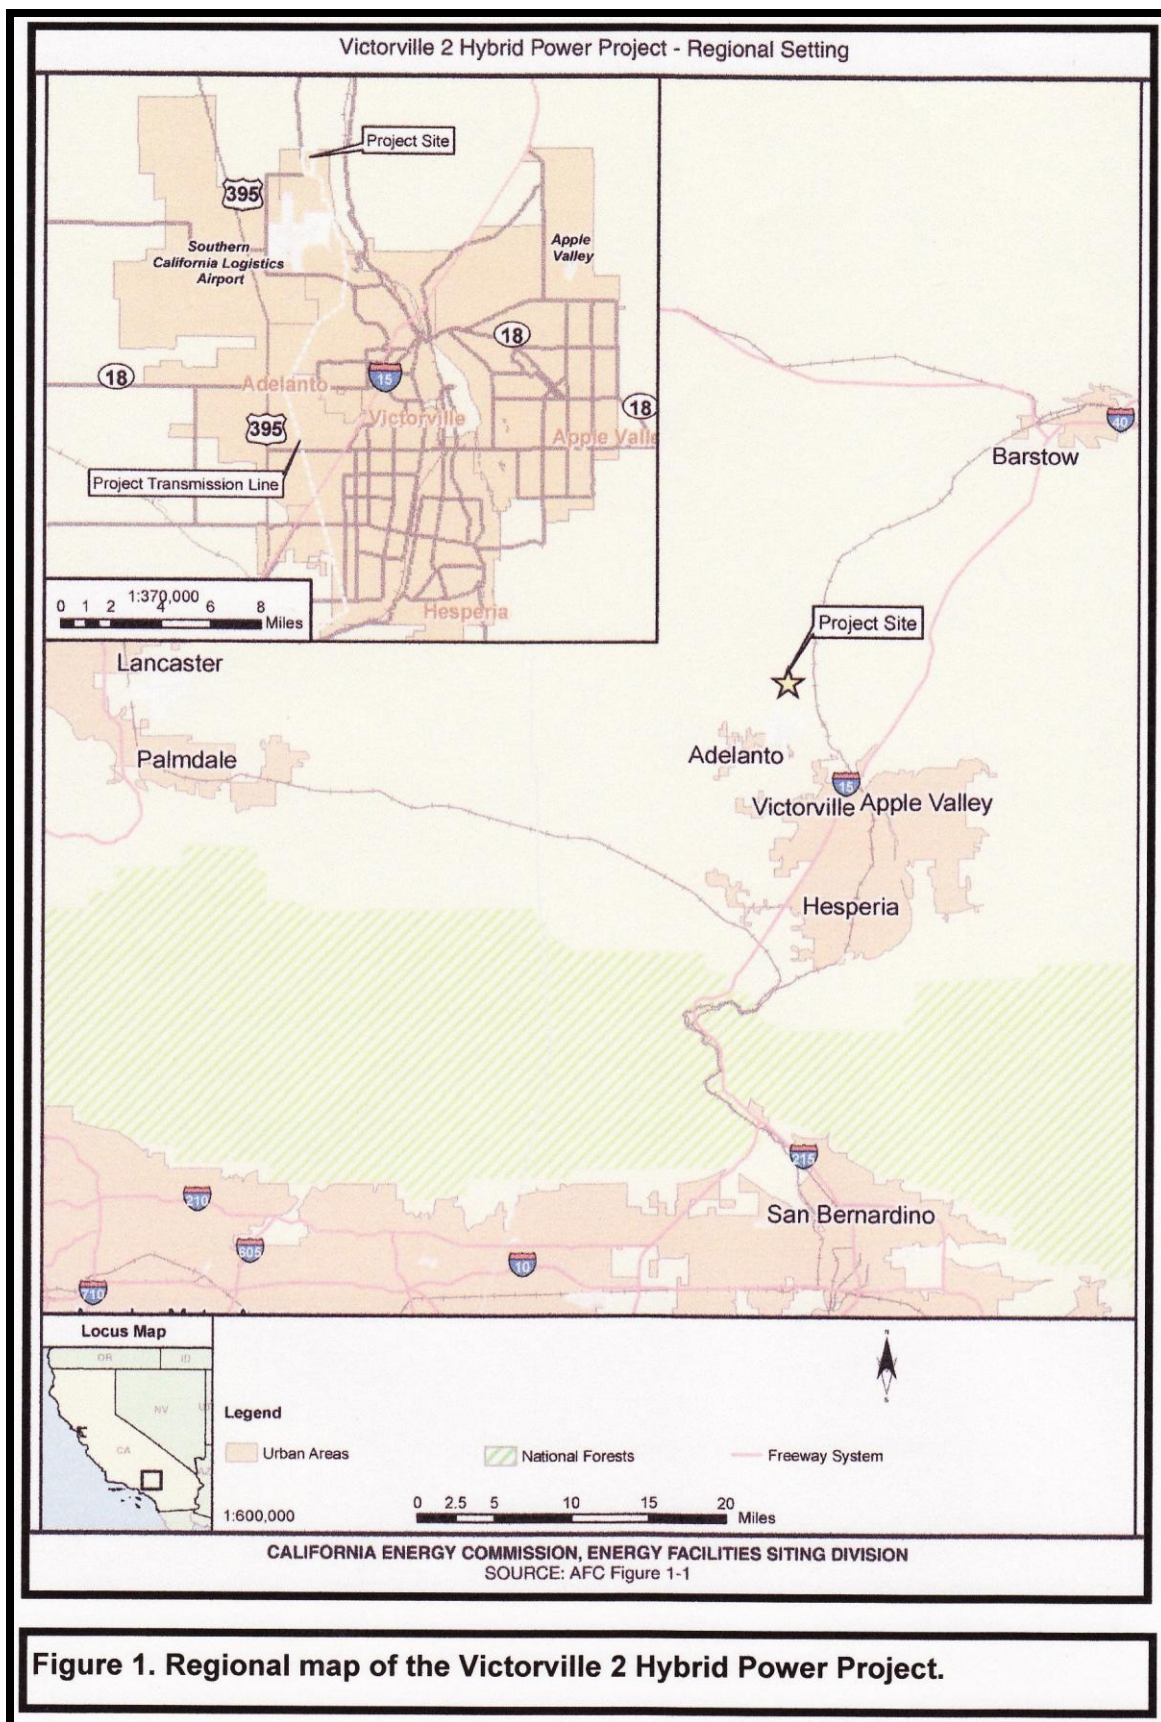 Victorville 2 Hybrid Power Project - Regional Setting
Project Site
395
Apple
Valley
Southern
California Logistics
Airport
18
18
15
Adelanto
18
Victorville
395
Apple Valle
Project Transmission Line
1:370,000
0 1 2 4 6 8
Miles
Hesperia
40
Barstow
Project Site
Lancaster
Palmdale
Adelanto
15
Victorville
Apple Valley
Hesperia
215
210
San Bernardino
605
10
710
Locus Map
OR
ID
NV
CA
N
S
Legend
Urban Areas
National Forests
Freeway System
1:600,000
0 2.5 5 10 15 20
Miles
CALIFORNIA ENERGY COMMISSION, ENERGY FACILITIES SITING DIVISION
SOURCE: AFC Figure 1-1
Figure 1. Regional map of the Victorville 2 Hybrid Power Project.